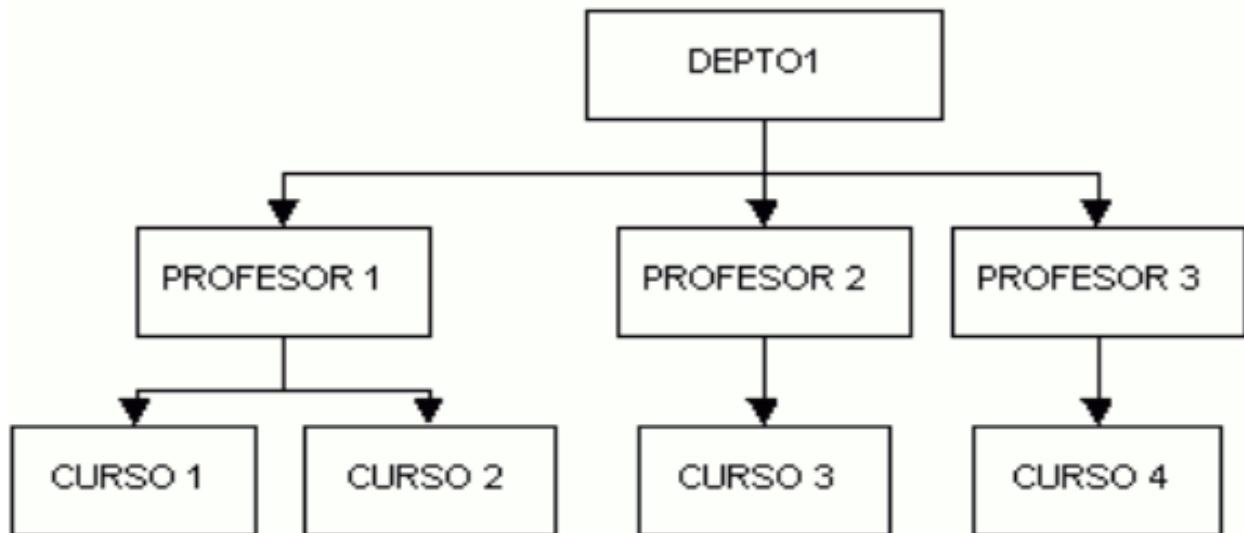 DEPTO1
PROFESOR 1
PROFESOR 2
PROFESOR 3
CURSO 1
CURSO 2
CURSO 3
CURSO 4